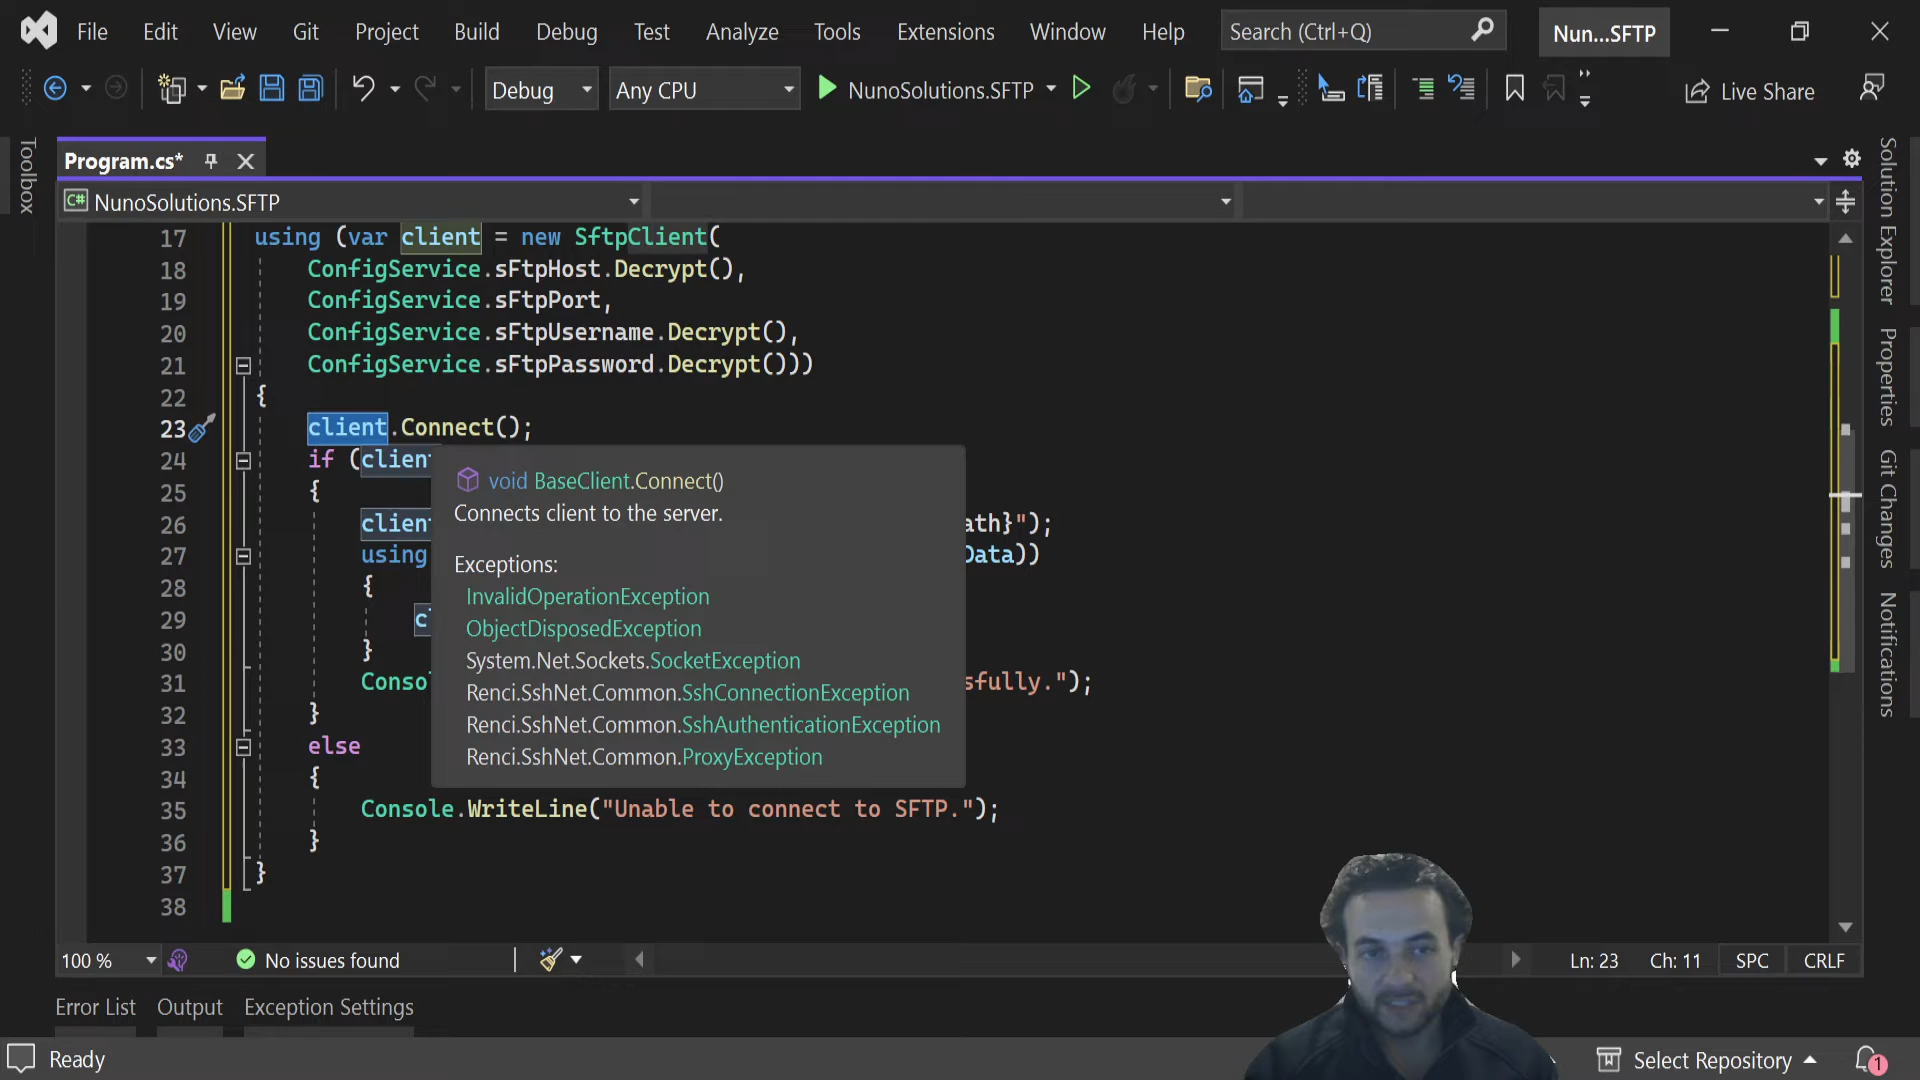 File Edit View Git Project Build Debug Test Analyze Tools Extensions Window Help Search (Ctrl+Q) Nun...SFTP
Debug Any CPU NunoSolutions.SFTP Live Share
Toolbox
Program.cs*
C# NunoSolutions.SFTP
17 using (var client = new SftpClient(
18 ConfigService.sFtpHost.Decrypt(),
19 ConfigService.sFtpPort,
20 ConfigService.sFtpUsername.Decrypt(),
21 ConfigService.sFtpPassword.Decrypt()))
22 {
23 client.Connect();
24 if (client
25 {
26 client ath}");
27 using Data))
28 {
29 cl
30 }
31 Consol sfully.");
32 }
33 else
34 {
35 Console.WriteLine("Unable to connect to SFTP.");
36 }
37 }
38
void BaseClient.Connect()
Connects client to the server.
Exceptions:
InvalidOperationException
ObjectDisposedException
System.Net.Sockets.SocketException
Renci.SshNet.Common.SshConnectionException
Renci.SshNet.Common.SshAuthenticationException
Renci.SshNet.Common.ProxyException
Solution Explorer
Properties
Git Changes
Notifications
100 % No issues found Ln: 23 Ch: 11 SPC CRLF
Error List Output Exception Settings
Ready Select Repository 1